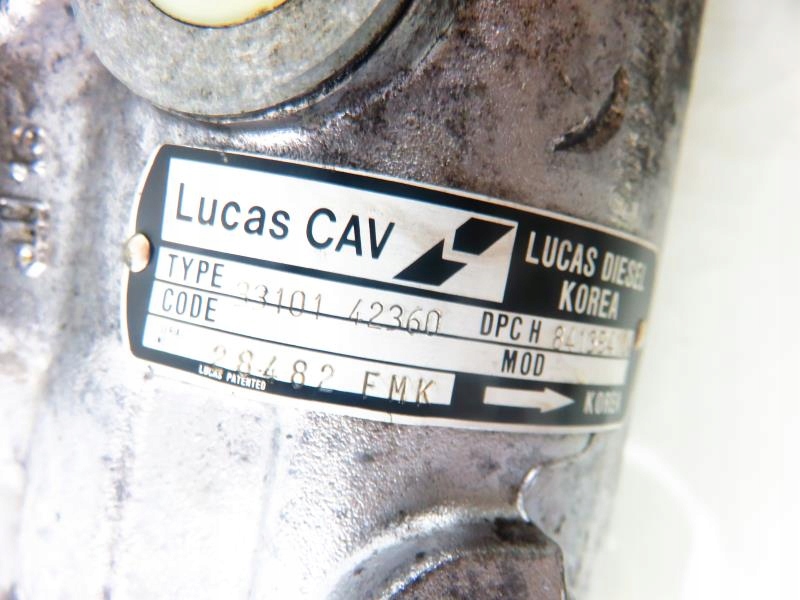 Lucas CAV
LUCAS DIESEL
KOREA
TYPE 33101 42360 DPC H
CODE MOD
28482 FMK
LUCAS PATENTED
KOREA